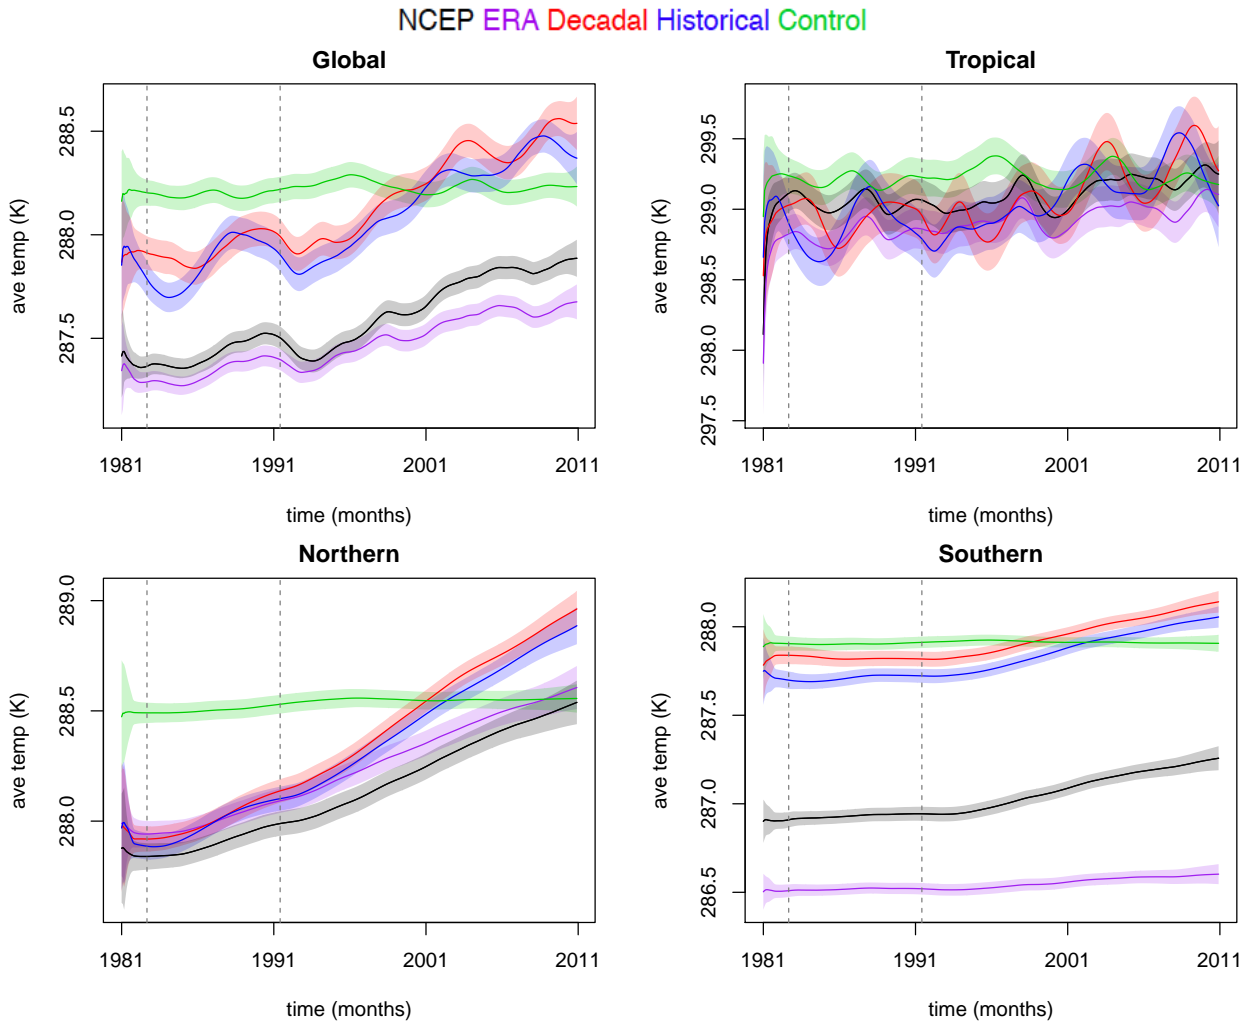 NCEP ERA Decadal Historical Control
Global
ave temp (K)
288.5
288.0
287.5
1981
1991
2001
2011
time (months)
Tropical
ave temp (K)
299.5
299.0
298.5
298.0
297.5
1981
1991
2001
2011
time (months)
Northern
ave temp (K)
289.0
288.5
288.0
1981
1991
2001
2011
time (months)
Southern
ave temp (K)
288.0
287.5
287.0
286.5
1981
1991
2001
2011
time (months)